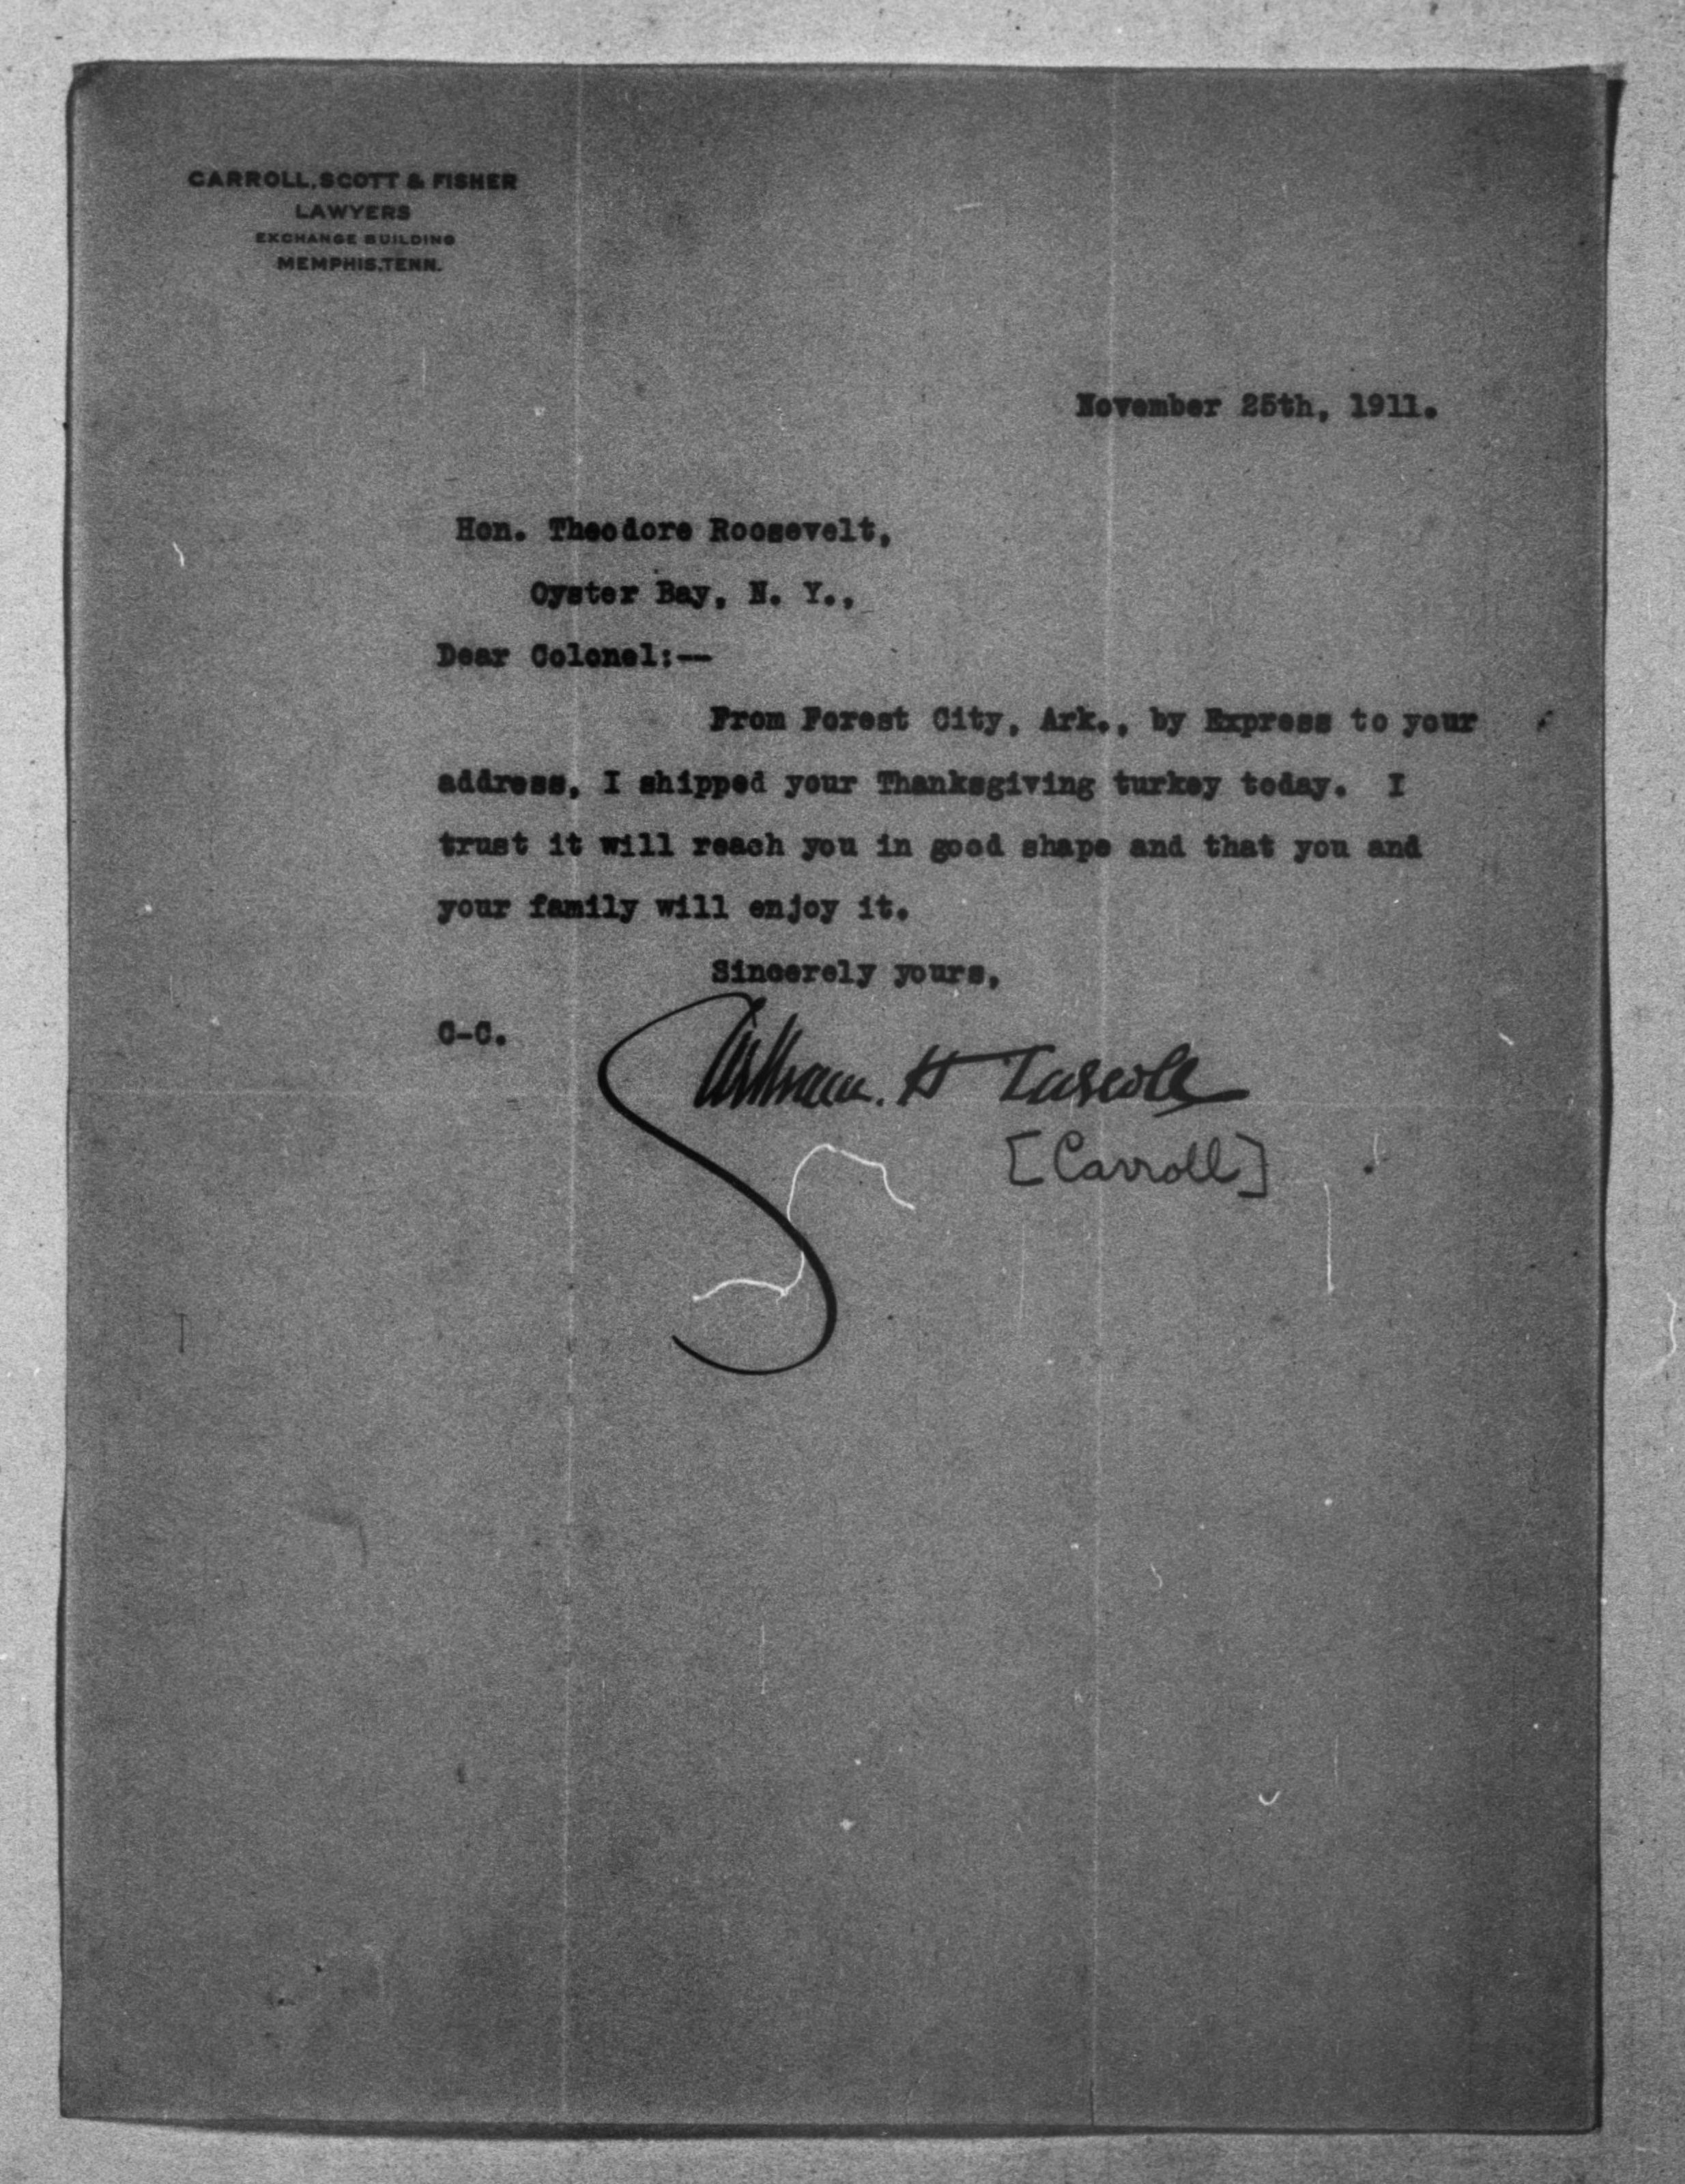 CARROLL, SCOTT & FISHER
LAWYERS
EXCHANGE BUILDING
MEMPHIS, TENN.
November 25th, 1911.
Hon. Theodore Roosevelt,
Oyster Bay, N. Y.,
Dear Colonel:--
From Forest City, Ark., by Express to your
address, I shipped your Thanksgiving turkey today. I
trust it will reach you in good shape and that you and
your family will enjoy it.
Sincerely yours,
C-C.
William H Carroll
[Carroll]